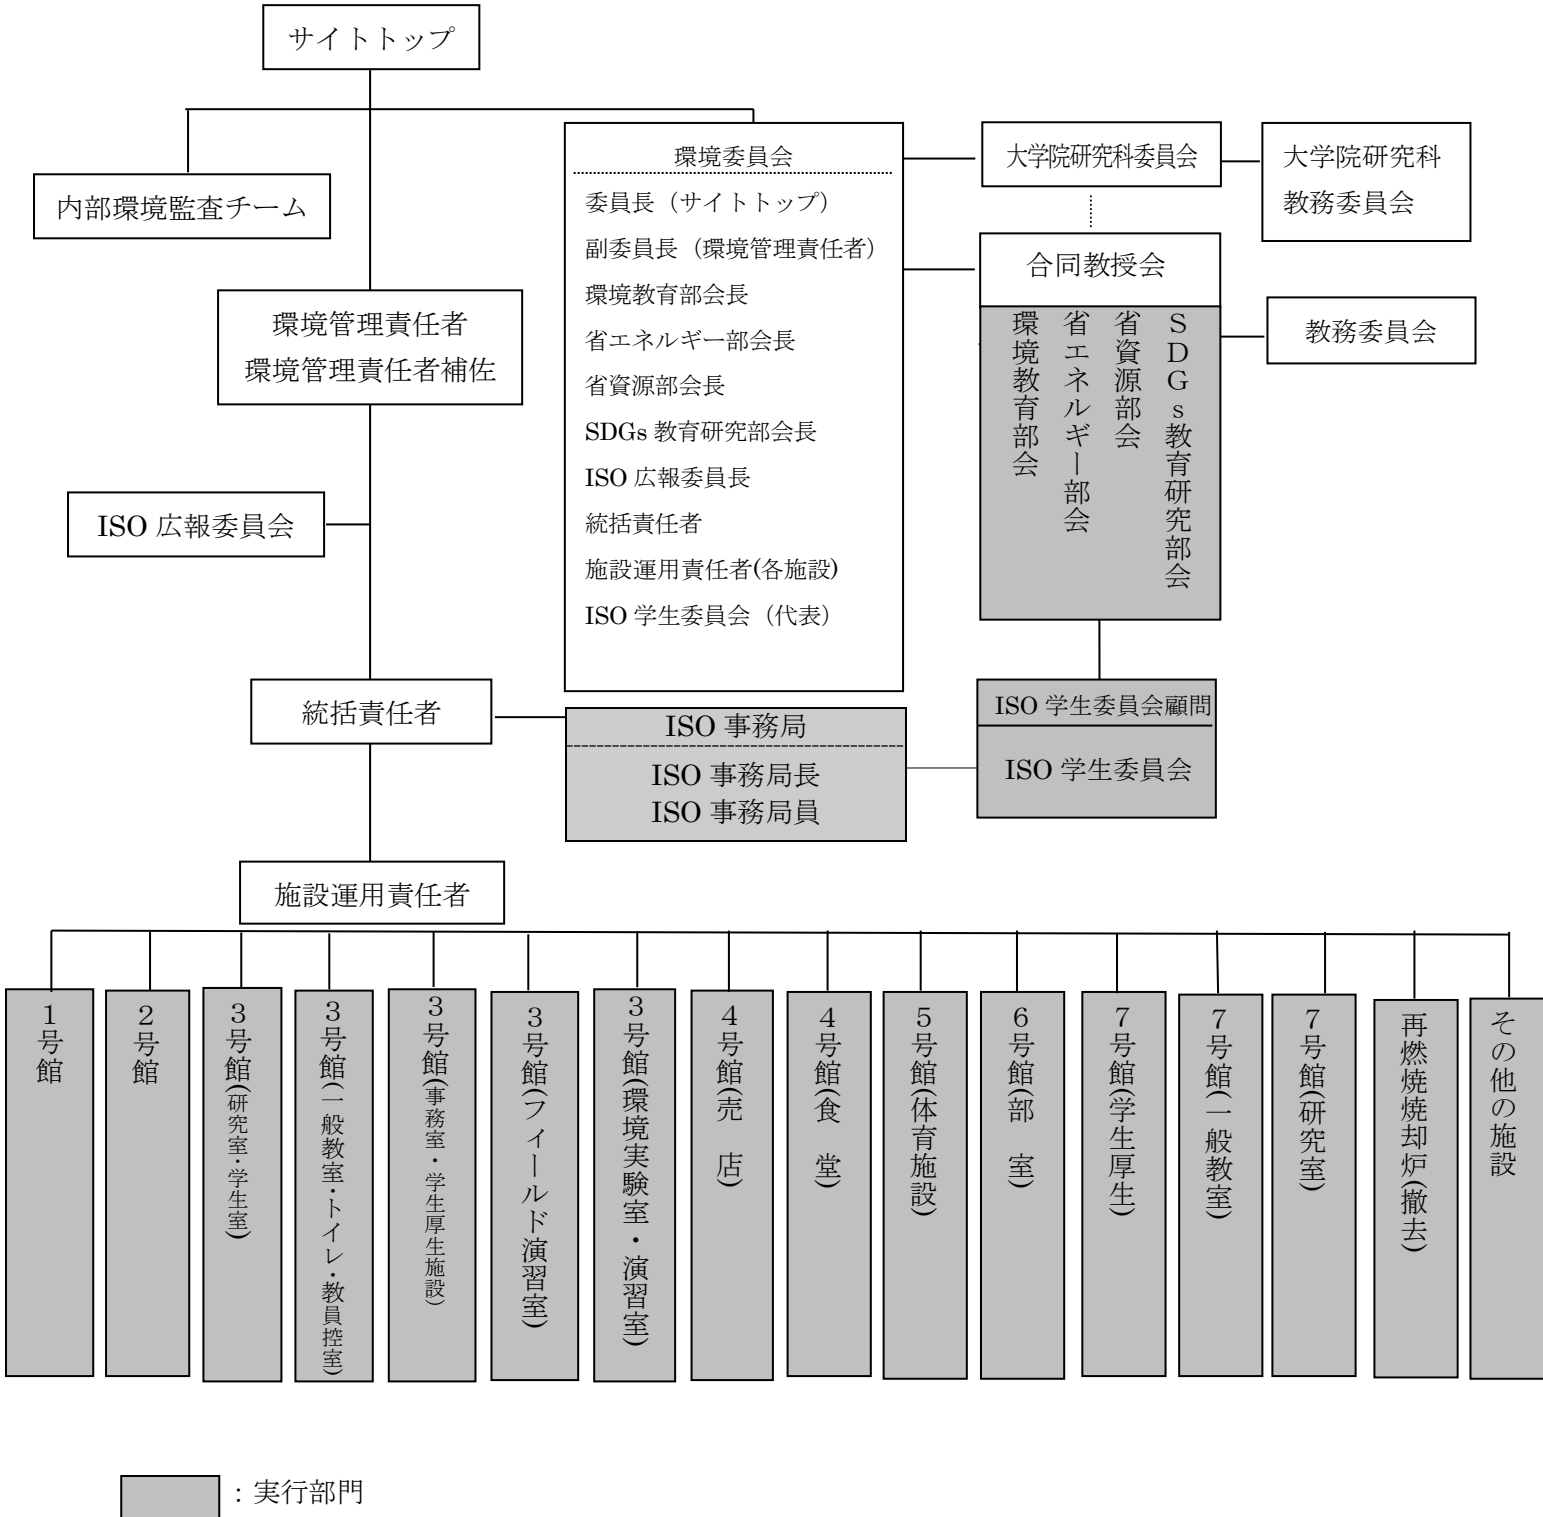 サイトトップ
内部環境監査チーム
環境管理責任者
環境管理責任者補佐
ISO 広報委員会
環境委員会
委員長（サイトトップ）
副委員長（環境管理責任者）
環境教育部会長
省エネルギー部会長
省資源部会長
SDGs 教育研究部会長
ISO 広報委員長
統括責任者
施設運用責任者(各施設)
ISO 学生委員会（代表）
大学院研究科委員会
大学院研究科
教務委員会
合同教授会
ＳＤＧｓ教育研究部会
省資源部会
省エネルギー部会
環境教育部会
教務委員会
統括責任者
ISO 事務局
ISO 事務局長
ISO 事務局員
ISO 学生委員会顧問
ISO 学生委員会
施設運用責任者
１号館
２号館
３号館(研究室・学生室)
３号館(一般教室・トイレ・教員控室)
３号館(事務室・学生厚生施設)
３号館(フィールド演習室)
３号館(環境実験室・演習室)
４号館(売　店)
４号館(食　堂)
５号館(体育施設)
６号館(部　室)
７号館(学生厚生)
７号館(一般教室)
７号館(研究室)
再燃焼焼却炉(撤去)
その他の施設
：実行部門